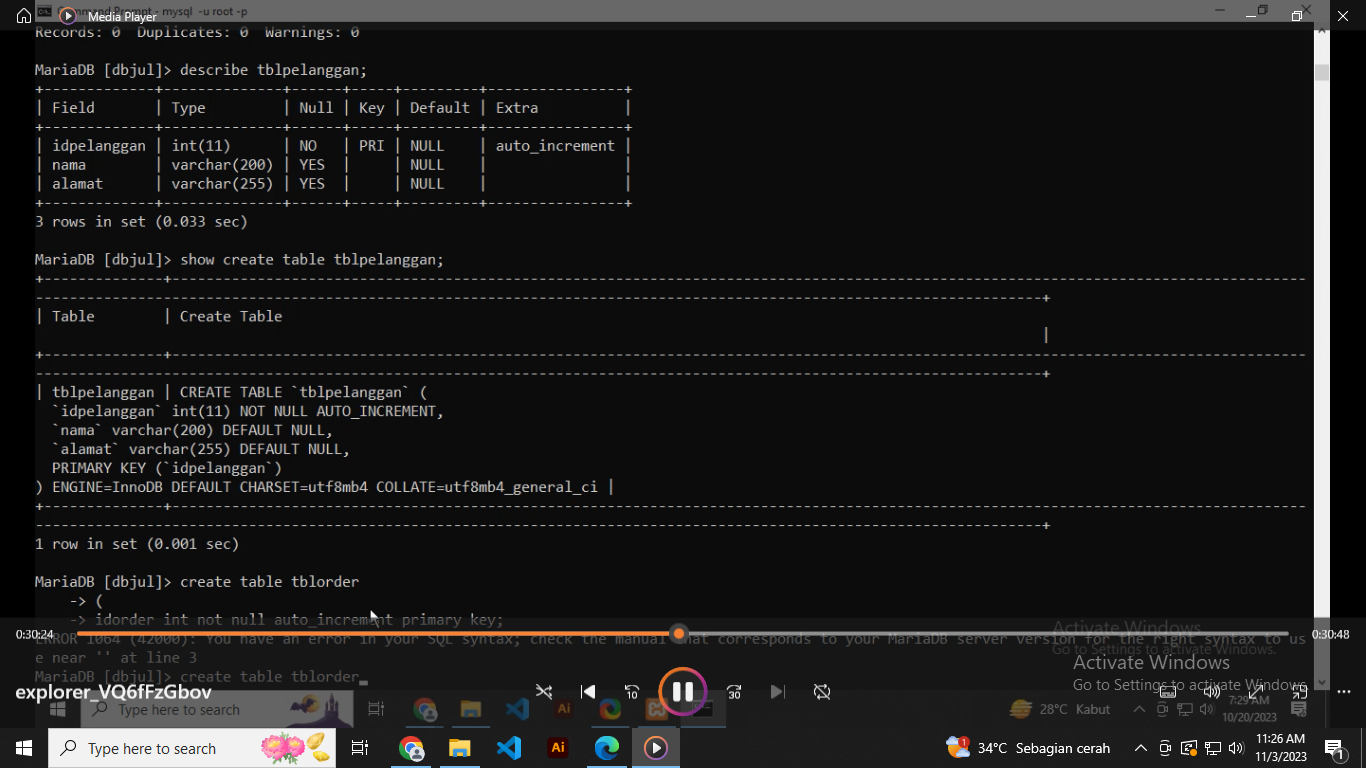 Command Prompt - mysql -u root -p
Media Player
Records: 0 Duplicates: 0 Warnings: 0
MariaDB [dbjul]> describe tblpelanggan;
+-------------+--------------+------+-----+---------+----------------+
| Field | Type | Null | Key | Default | Extra |
+-------------+--------------+------+-----+---------+----------------+
| idpelanggan | int(11) | NO | PRI | NULL | auto_increment |
| nama | varchar(200) | YES | | NULL | |
| alamat | varchar(255) | YES | | NULL | |
+-------------+--------------+------+-----+---------+----------------+
3 rows in set (0.033 sec)
MariaDB [dbjul]> show create table tblpelanggan;
| Table | Create Table
|
| tblpelanggan | CREATE TABLE `tblpelanggan` (
`idpelanggan` int(11) NOT NULL AUTO_INCREMENT,
`nama` varchar(200) DEFAULT NULL,
`alamat` varchar(255) DEFAULT NULL,
PRIMARY KEY (`idpelanggan`)
) ENGINE=InnoDB DEFAULT CHARSET=utf8mb4 COLLATE=utf8mb4_general_ci |
1 row in set (0.001 sec)
MariaDB [dbjul]> create table tblorder
-> (
-> idorder int not null auto_increment primary key;
ERROR 1064 (42000): You have an error in your SQL syntax; check the manual that corresponds to your MariaDB server version for the right syntax to us
e near '' at line 3
MariaDB [dbjul]> create table tblorder_
0:30:24
0:30:48
Activate Windows
Go to Settings to activate Windows.
Activate Windows
Go to Settings to activate Windows.
explorer_VQ6fFzGbov
10
30
Type here to search
28°C Kabut
7:29 AM
10/20/2023
Type here to search
Ai
1
34°C Sebagian cerah
11:26 AM
11/3/2023
1